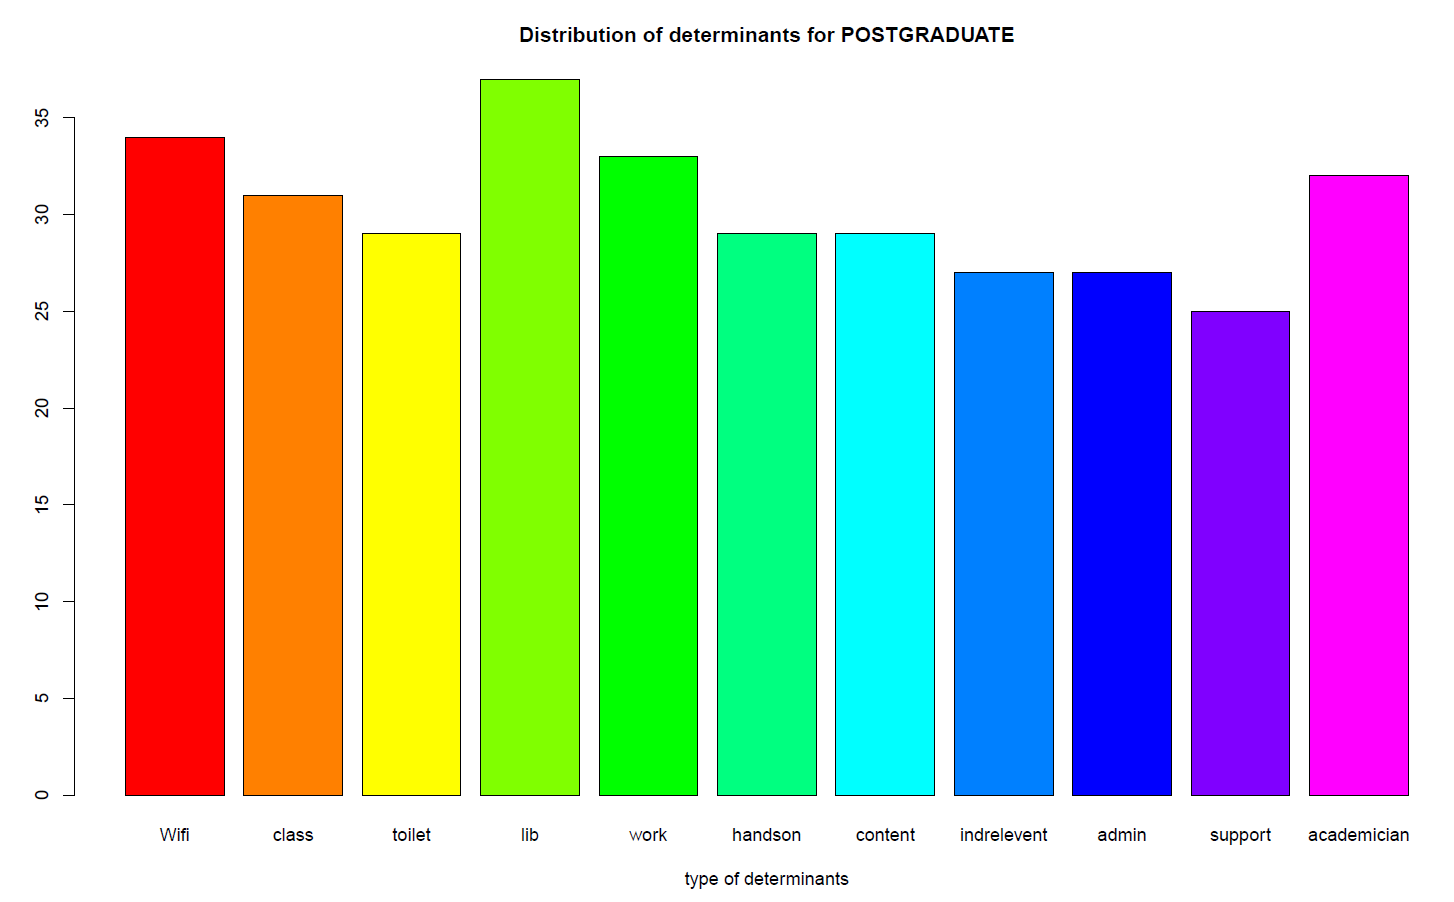 Distribution of determinants for POSTGRADUATE
35
30
25
20
15
10
5
0
Wifi class toilet lib work handson content indrelevent admin support academician
type of determinants